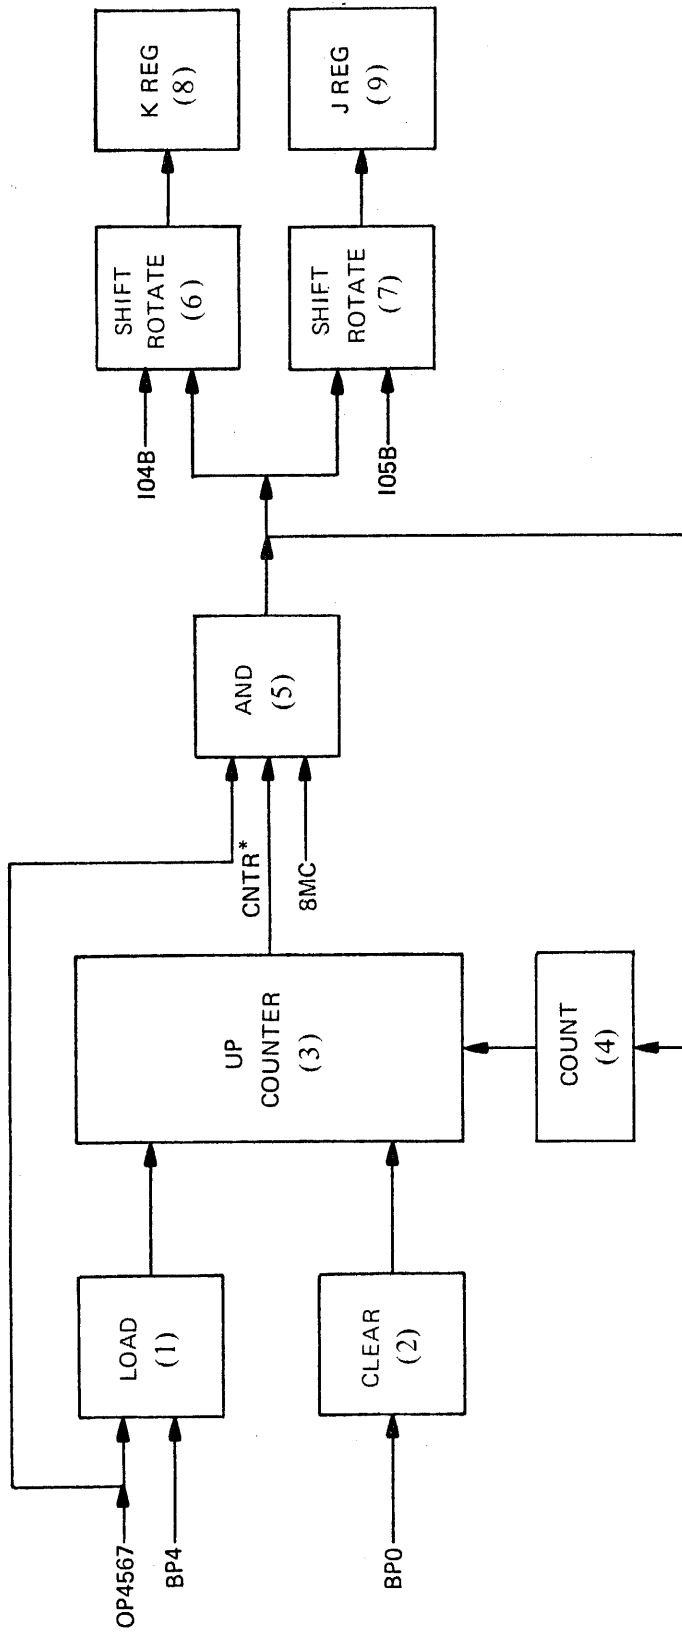 OP4567
BP4
LOAD
(1)
BP0
CLEAR
(2)
UP
COUNTER
(3)
COUNT
(4)
CNTR*
8MC
AND
(5)
I04B
SHIFT
ROTATE
(6)
K REG
(8)
I05B
SHIFT
ROTATE
(7)
J REG
(9)